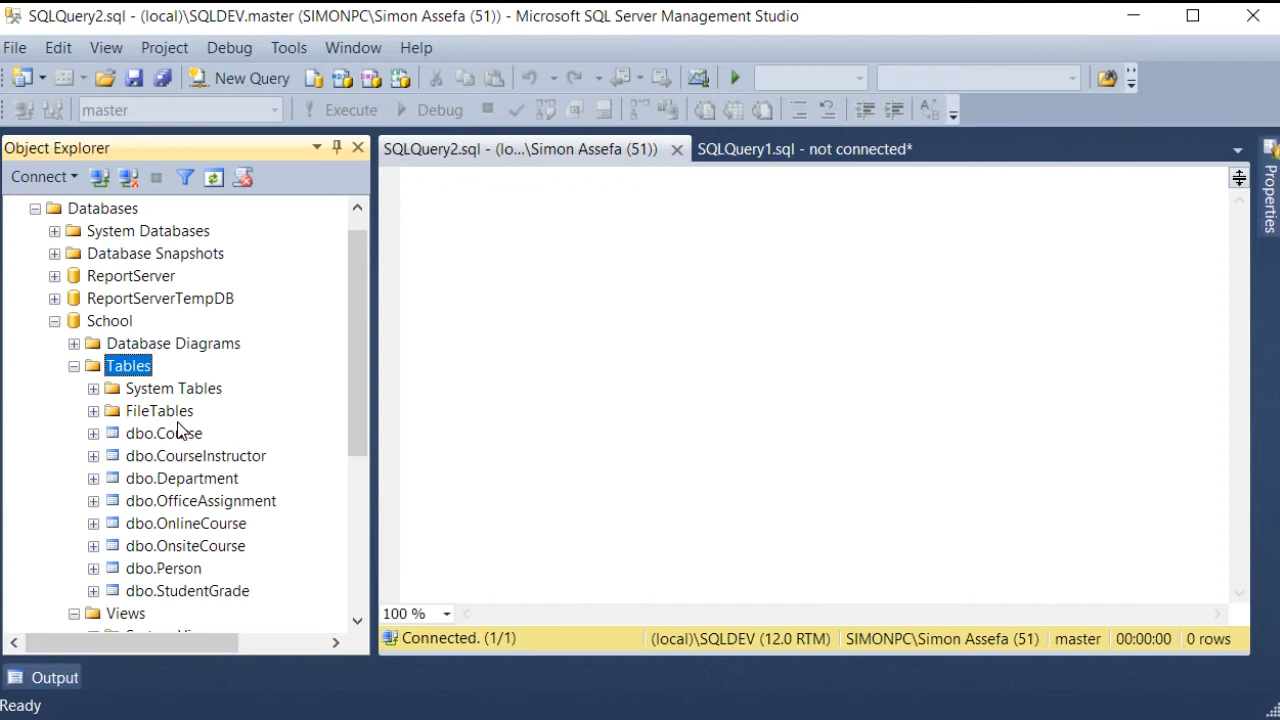 SQLQuery2.sql - (local)\SQLDEV.master (SIMONPC\Simon Assefa (51)) - Microsoft SQL Server Management Studio
File Edit View Project Debug Tools Window Help
New Query
master Execute Debug
Object Explorer
SQLQuery2.sql - (lo...\Simon Assefa (51)) SQLQuery1.sql - not connected*
Connect
Properties
Databases
System Databases
Database Snapshots
ReportServer
ReportServerTempDB
School
Database Diagrams
Tables
System Tables
FileTables
dbo.Course
dbo.CourseInstructor
dbo.Department
dbo.OfficeAssignment
dbo.OnlineCourse
dbo.OnsiteCourse
dbo.Person
dbo.StudentGrade
Views
100 %
Connected. (1/1) (local)\SQLDEV (12.0 RTM) SIMONPC\Simon Assefa (51) master 00:00:00 0 rows
Output
Ready